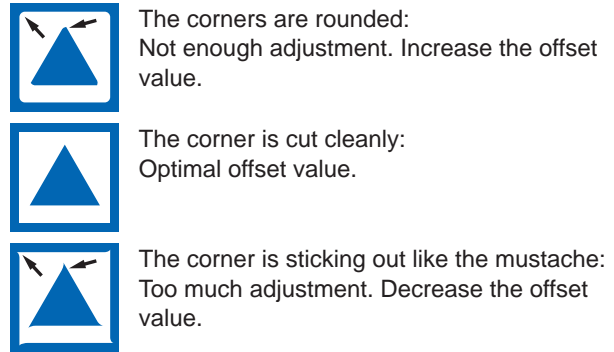 The corners are rounded:
Not enough adjustment. Increase the offset
value.
The corner is cut cleanly:
Optimal offset value.
The corner is sticking out like the mustache:
Too much adjustment. Decrease the offset
value.